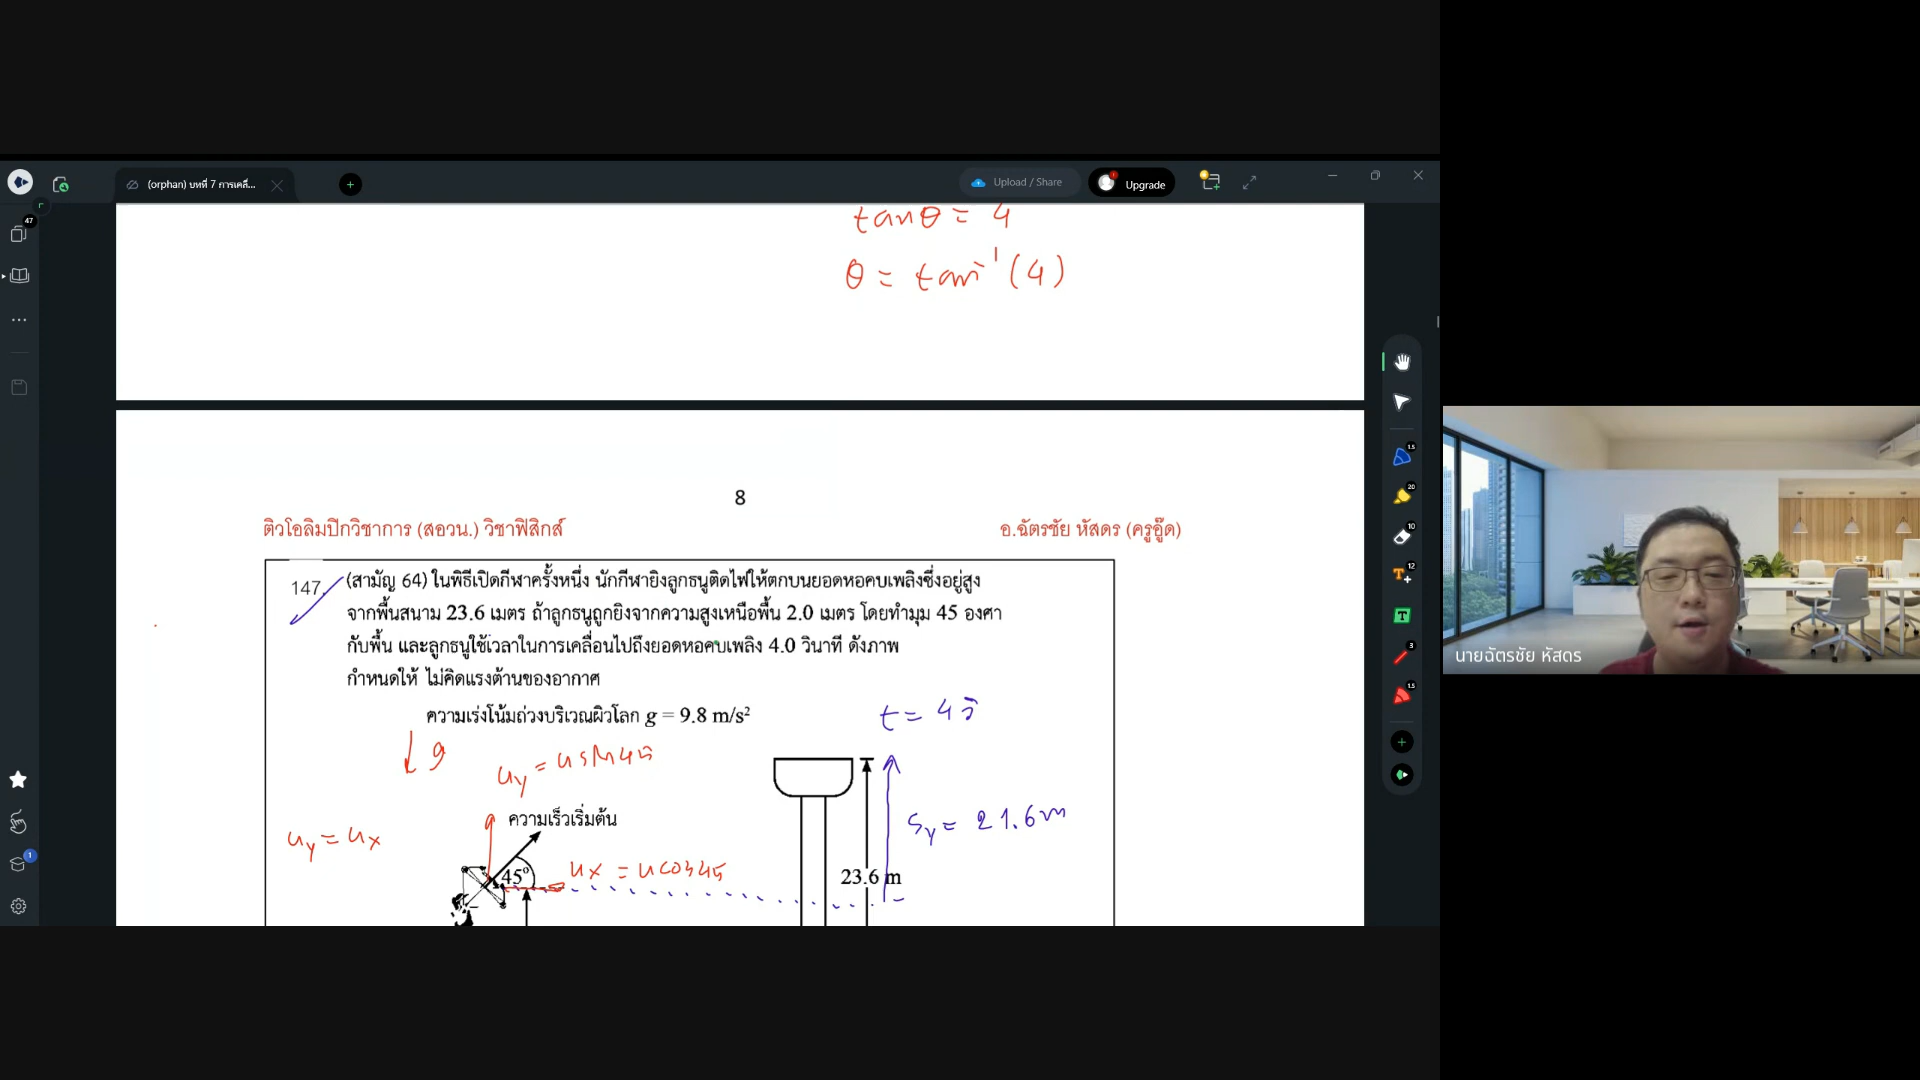 (orphan) บทที่ 7 การเคลื่...
Upload / Share
Upgrade
47
tanθ = 4
θ = tan⁻¹(4)
8
ติวโอลิมปิกวิชาการ (สอวน.) วิชาฟิสิกส์
อ.ฉัตรชัย หัสดร (ครูอู๊ด)
147.
(สามัญ 64) ในพิธีเปิดกีฬาครั้งหนึ่ง นักกีฬายิงลูกธนูติดไฟให้ตกบนยอดหอคบเพลิงซึ่งอยู่สูง
จากพื้นสนาม 23.6 เมตร ถ้าลูกธนูถูกยิงจากความสูงเหนือพื้น 2.0 เมตร โดยทำมุม 45 องศา
กับพื้น และลูกธนูใช้เวลาในการเคลื่อนไปถึงยอดหอคบเพลิง 4.0 วินาที ดังภาพ
กำหนดให้ ไม่คิดแรงต้านของอากาศ
ความเร่งโน้มถ่วงบริเวณผิวโลก g = 9.8 m/s²
t = 4 วิ
g
u_y = u sin45
ความเร็วเริ่มต้น
S_y = 21.6 m
u_y = u_x
u_x = u cos45
45°
23.6 m
15
20
10
12
3
15
1
นายฉัตรชัย หัสดร